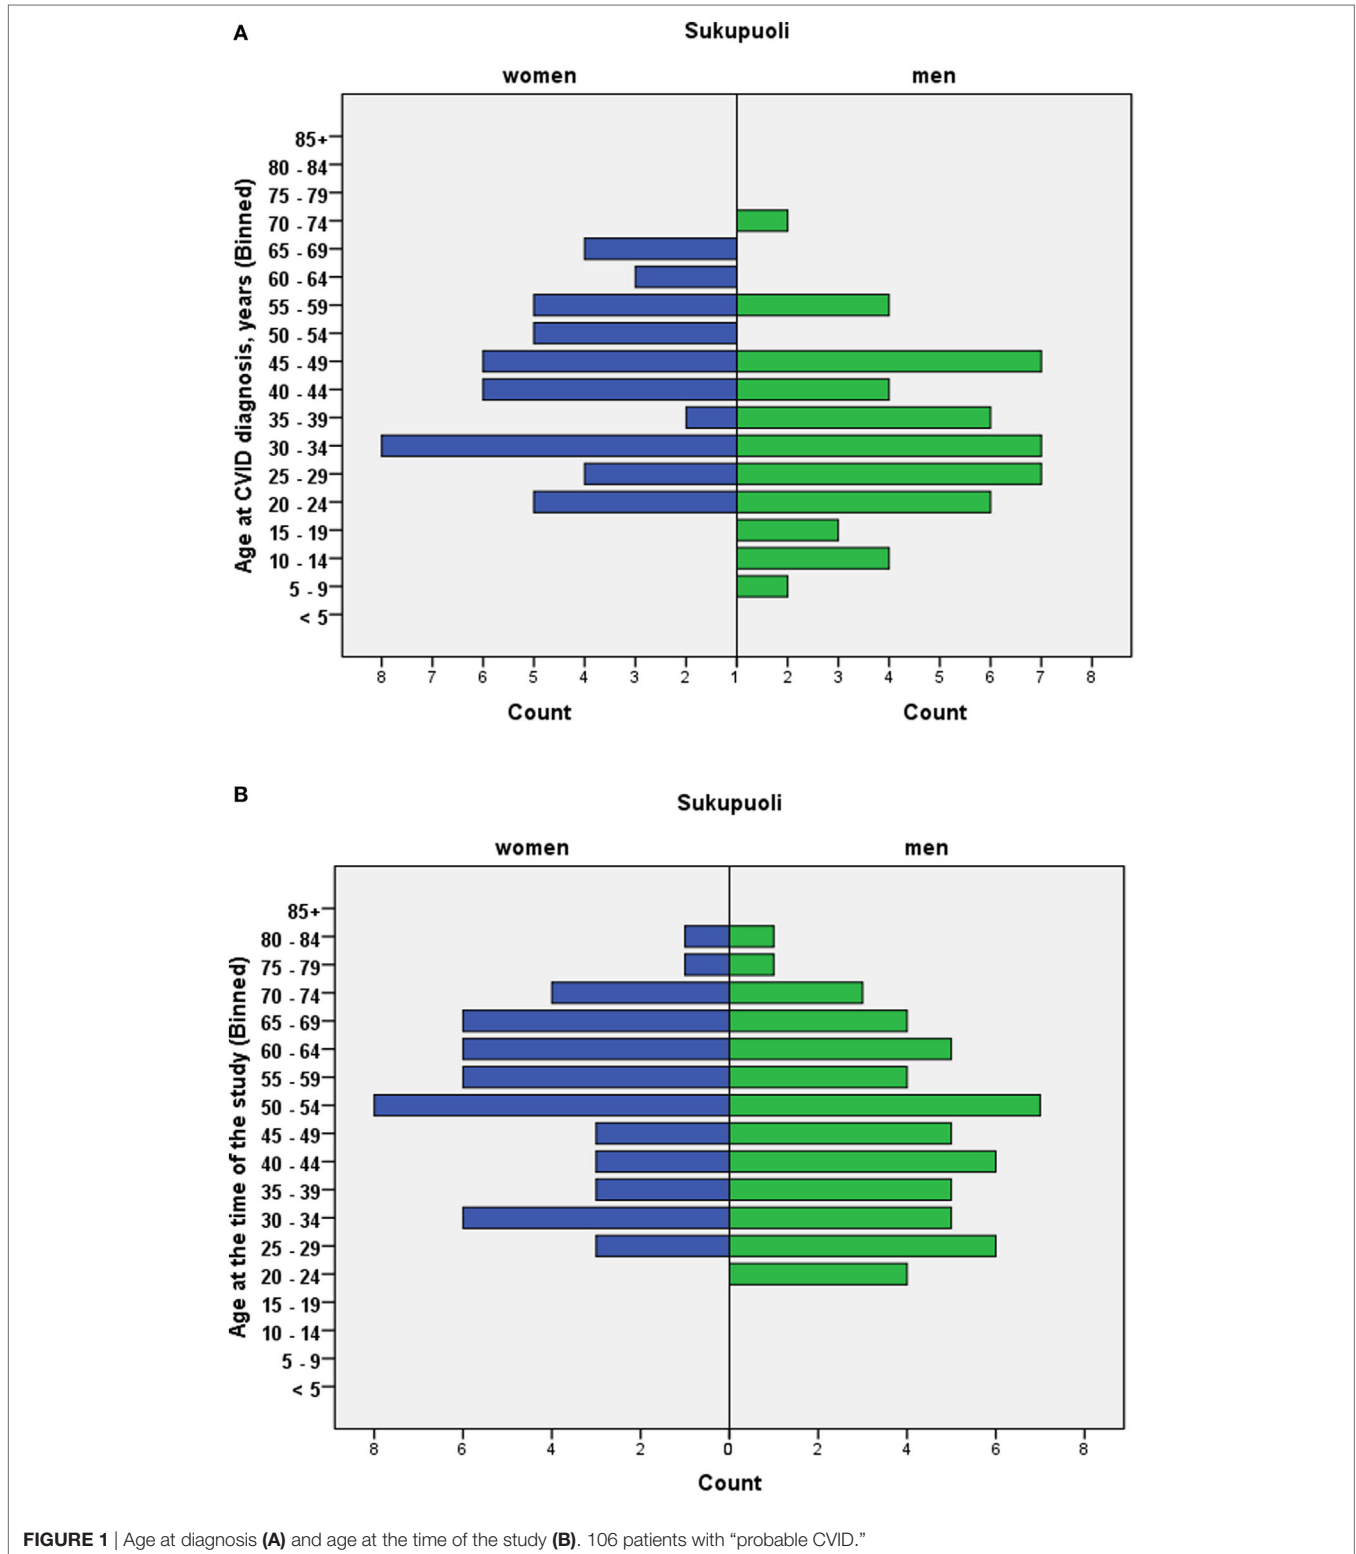 A
Sukupuoli
women men
Age at CVID diagnosis, years (Binned)
85+
80 - 84
75 - 79
70 - 74
65 - 69
60 - 64
55 - 59
50 - 54
45 - 49
40 - 44
35 - 39
30 - 34
25 - 29
20 - 24
15 - 19
10 - 14
5 - 9
< 5
8 7 6 5 4 3 2 1 2 3 4 5 6 7 8
Count Count
B
Sukupuoli
women men
Age at the time of the study (Binned)
85+
80 - 84
75 - 79
70 - 74
65 - 69
60 - 64
55 - 59
50 - 54
45 - 49
40 - 44
35 - 39
30 - 34
25 - 29
20 - 24
15 - 19
10 - 14
5 - 9
< 5
8 6 4 2 0 2 4 6 8
Count
FIGURE 1 | Age at diagnosis (A) and age at the time of the study (B). 106 patients with “probable CVID.”